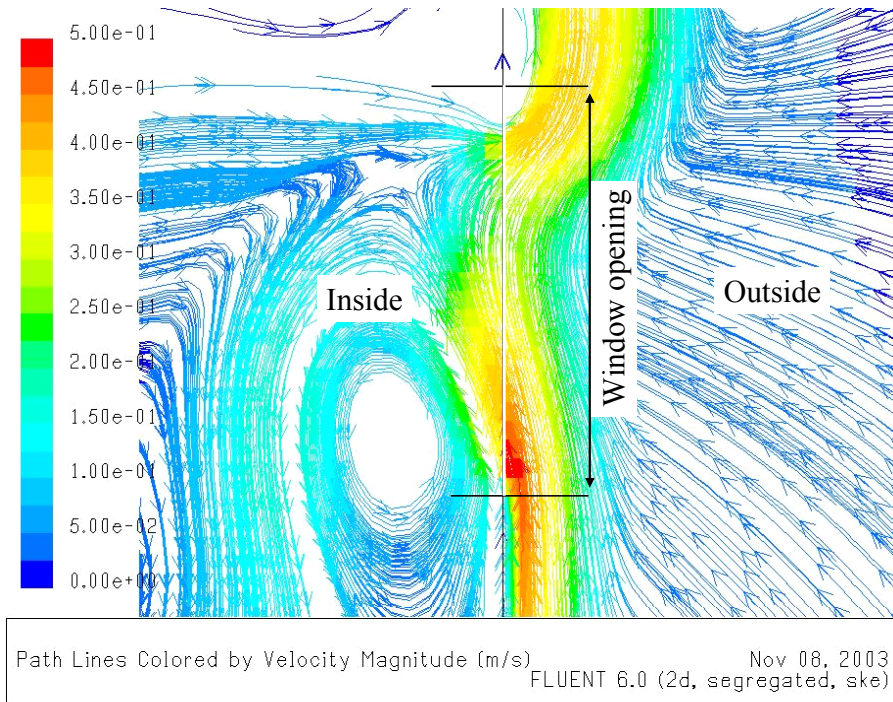 5.00e-01
4.50e-01
4.00e-01
3.50e-01
3.00e-01
2.50e-01
2.00e-01
1.50e-01
1.00e-01
5.00e-02
0.00e+00
Inside
Window opening
Outside
Path Lines Colored by Velocity Magnitude (m/s)
Nov 08, 2003
FLUENT 6.0 (2d, segregated, ske)